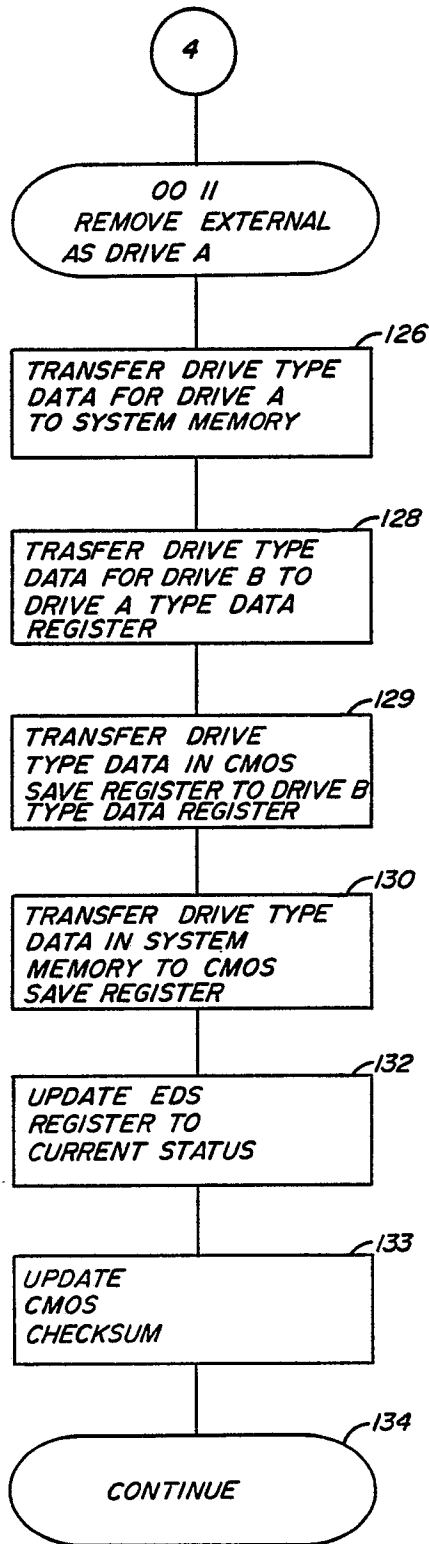 4
00 11
REMOVE EXTERNAL
AS DRIVE A
126
TRANSFER DRIVE TYPE
DATA FOR DRIVE A
TO SYSTEM MEMORY
128
TRASFER DRIVE TYPE
DATA FOR DRIVE B TO
DRIVE A TYPE DATA
REGISTER
129
TRANSFER DRIVE
TYPE DATA IN CMOS
SAVE REGISTER TO DRIVE B
TYPE DATA REGISTER
130
TRANSFER DRIVE TYPE
DATA IN SYSTEM
MEMORY TO CMOS
SAVE REGISTER
132
UPDATE EDS
REGISTER TO
CURRENT STATUS
133
UPDATE
CMOS
CHECKSUM
134
CONTINUE